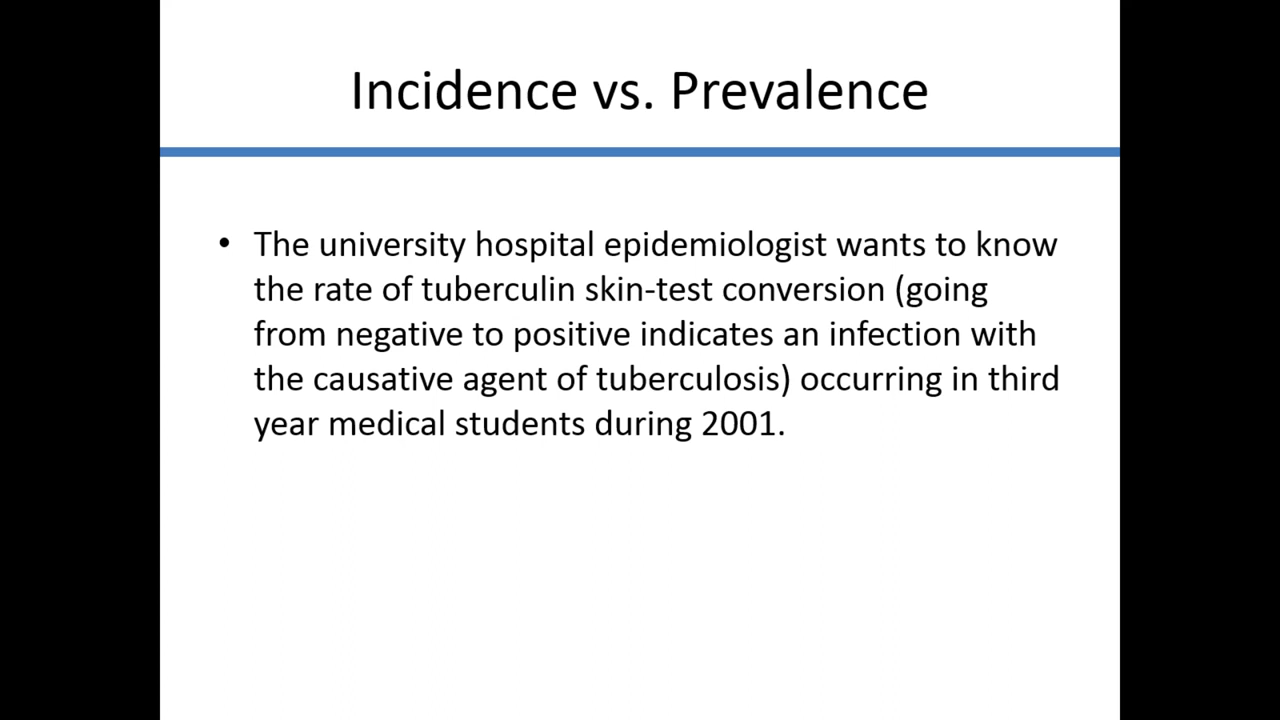 Incidence vs. Prevalence
• The university hospital epidemiologist wants to know
the rate of tuberculin skin-test conversion (going
from negative to positive indicates an infection with
the causative agent of tuberculosis) occurring in third
year medical students during 2001.